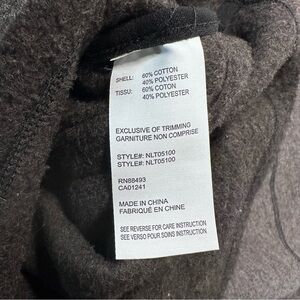 SHELL: 60% COTTON
40% POLYESTER
TISSU: 60% COTON
40% POLYESTER
EXCLUSIVE OF TRIMMING
GARNITURE NON COMPRISE
STYLE#: NLT05100
STYLE#: NLT05100
RN88493
CA01241
MADE IN CHINA
FABRIQUÉ EN CHINE
SEE REVERSE FOR CARE INSTRUCTION
SEE VERSO POUR SOINS INSTRUCTION